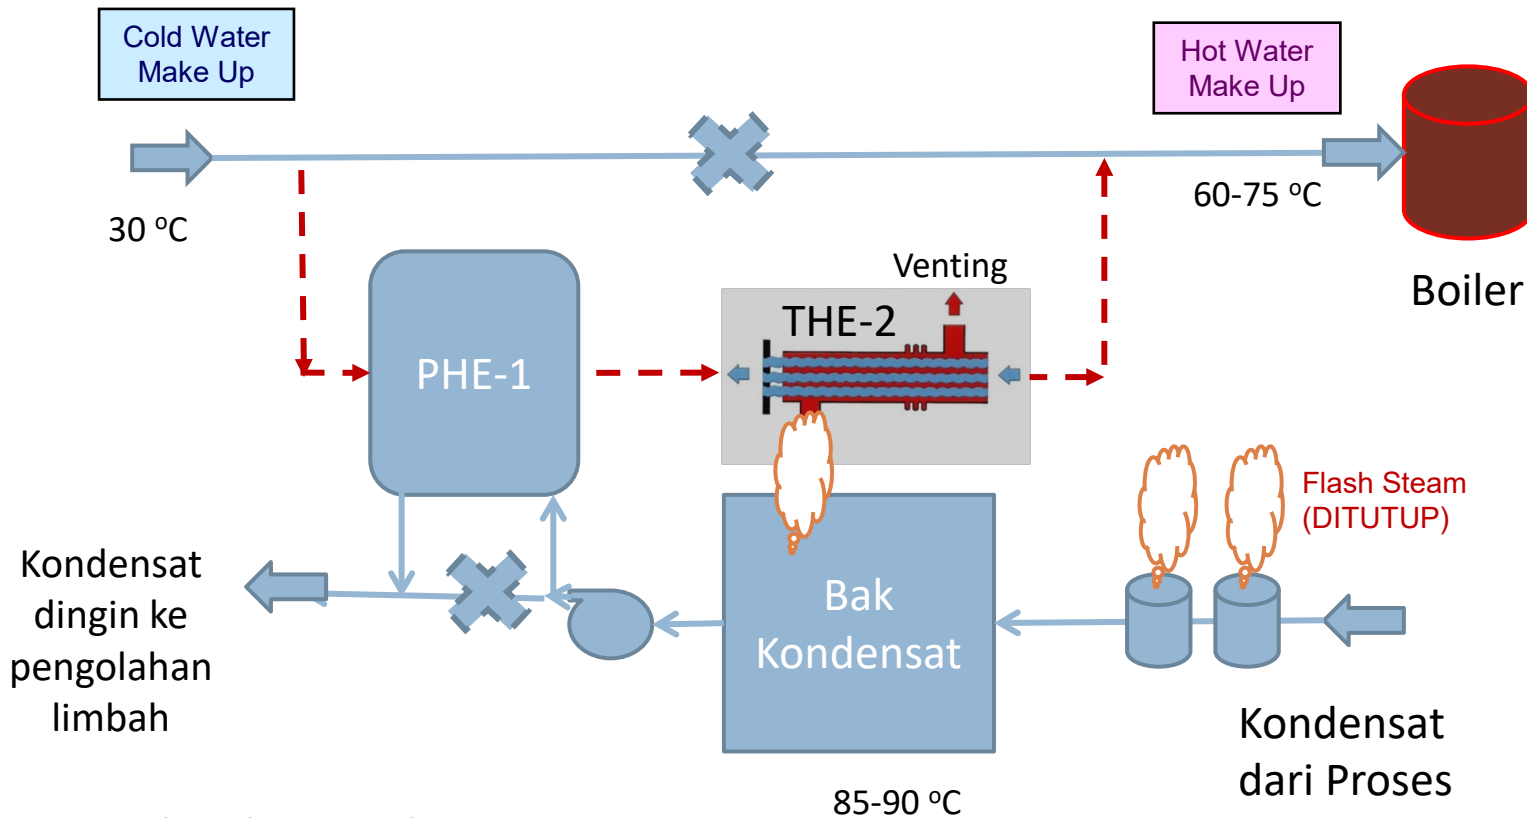 Cold Water
Make Up
Hot Water
Make Up
30 °C
60-75 °C
Boiler
Venting
THE-2
PHE-1
Flash Steam
(DITUTUP)
Kondensat
dingin ke
pengolahan
limbah
Bak
Kondensat
Kondensat
dari Proses
85-90 °C